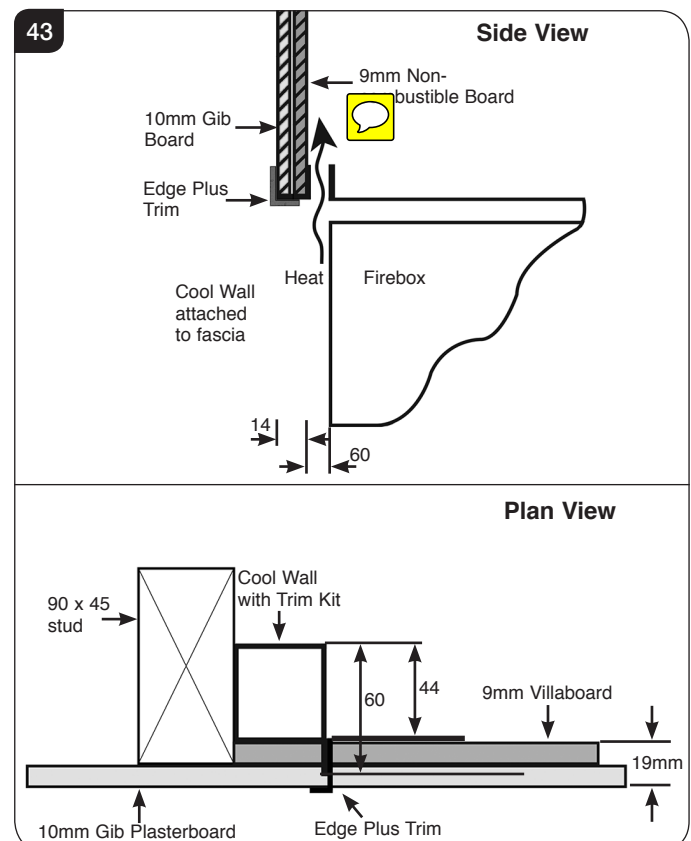 43
Side View
9mm Non-
bustible Board
10mm Gib
Board
Edge Plus
Trim
Heat
Firebox
Cool Wall
attached
to fascia
14
60
Plan View
Cool Wall
with Trim Kit
90 x 45
stud
60
44
9mm Villaboard
19mm
10mm Gib Plasterboard
Edge Plus Trim